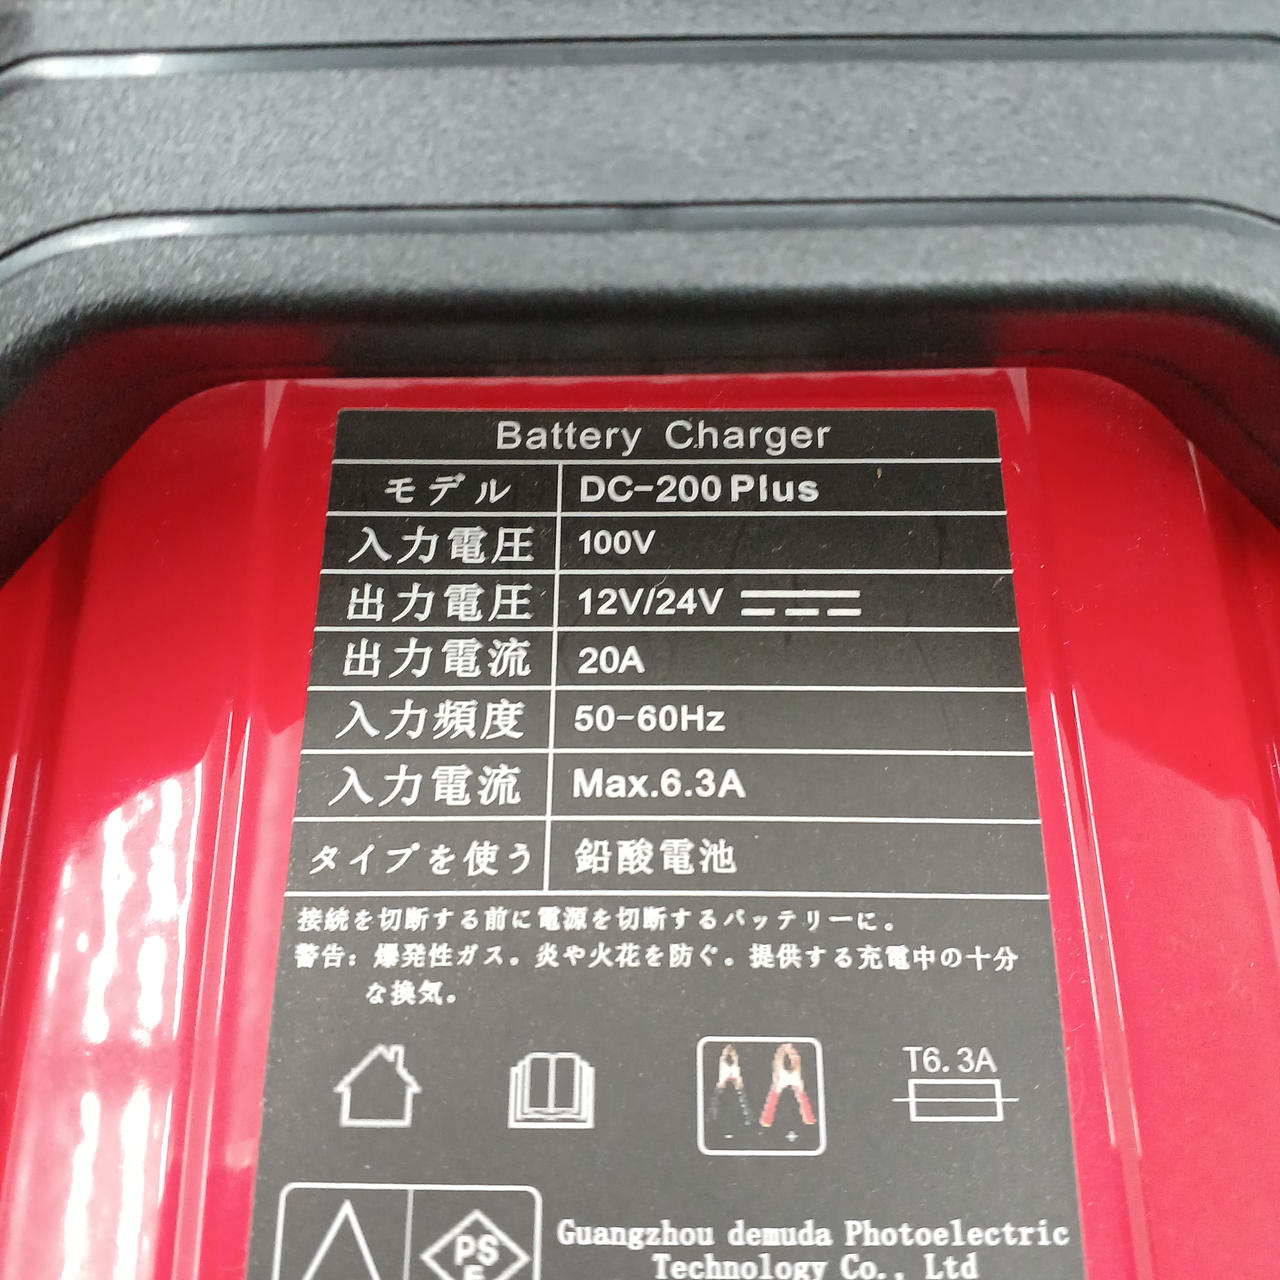 Battery Charger
モデル DC-200 Plus
入力電圧 100V
出力電圧 12V/24V
出力電流 20A
入力頻度 50-60Hz
入力電流 Max.6.3A
タイプを使う 鉛酸電池
接続を切断する前に電源を切断するバッテリーに。
警告: 爆発性ガス。炎や火花を防ぐ。提供する充電中の十分
な換気。
- +
T6.3A
PS
E
Guangzhou demuda Photoelectric
Technology Co., Ltd